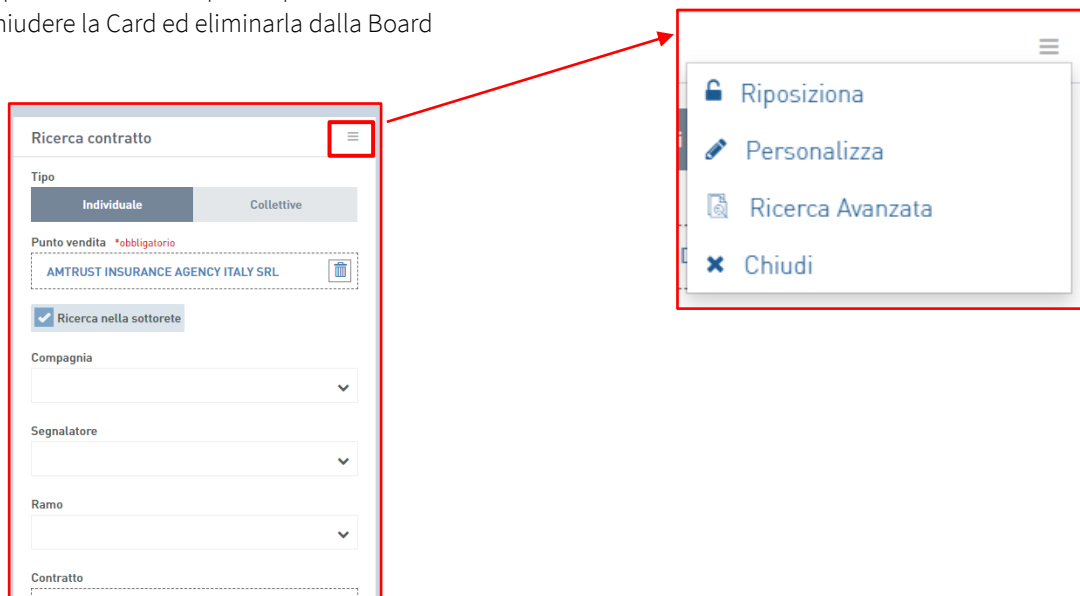 hiudere la Card ed eliminarla dalla Board
Ricerca contratto
Tipo
Individuale
Collettive
Punto vendita *obbligatorio
AMTRUST INSURANCE AGENCY ITALY SRL
Ricerca nella sottorete
Compagnia
Segnalatore
Ramo
Contratto
Riposiziona
Personalizza
Ricerca Avanzata
Chiudi